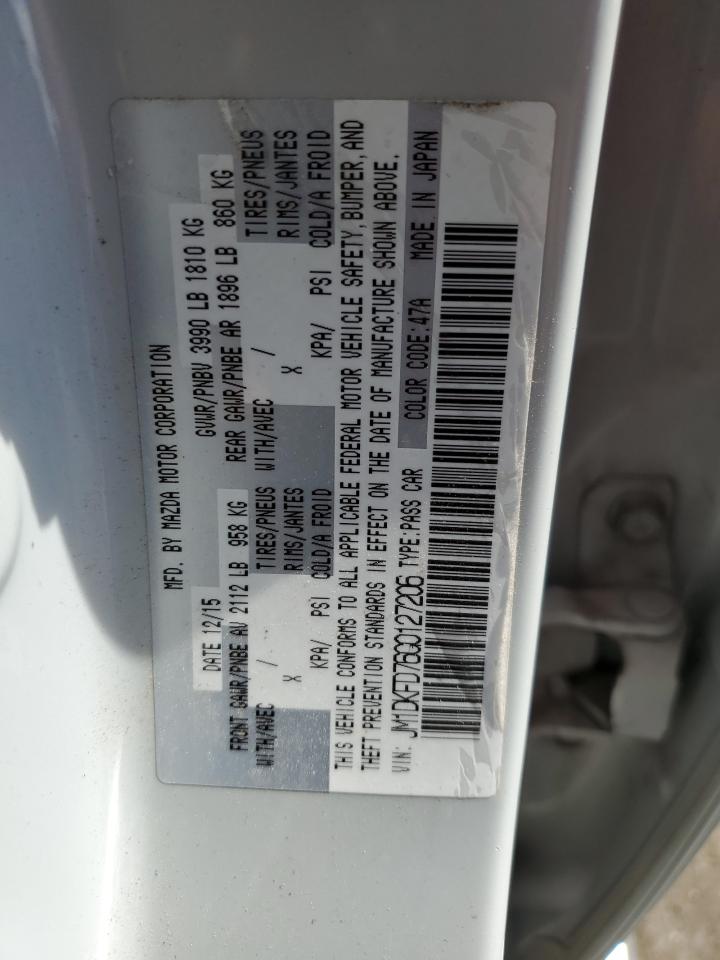 MFD. BY MAZDA MOTOR CORPORATION
DATE 12/15 GVWR/PNBV 3990 LB 1810 KG
FRONT GAWR/PNBE AV 2112 LB 958 KG REAR GAWR/PNBE AR 1896 LB 860 KG
WITH/AVEC / TIRES/PNEUS WITH/AVEC / TIRES/PNEUS
X RIMS/JANTES X RIMS/JANTES
KPA/ PSI COLD/A FROID KPA/ PSI COLD/A FROID
THIS VEHICLE CONFORMS TO ALL APPLICABLE FEDERAL MOTOR VEHICLE SAFETY, BUMPER, AND
THEFT PREVENTION STANDARDS IN EFFECT ON THE DATE OF MANUFACTURE SHOWN ABOVE.
VIN: JM1DKFD76G0127206 TYPE:PASS CAR COLOR CODE:47A MADE IN JAPAN